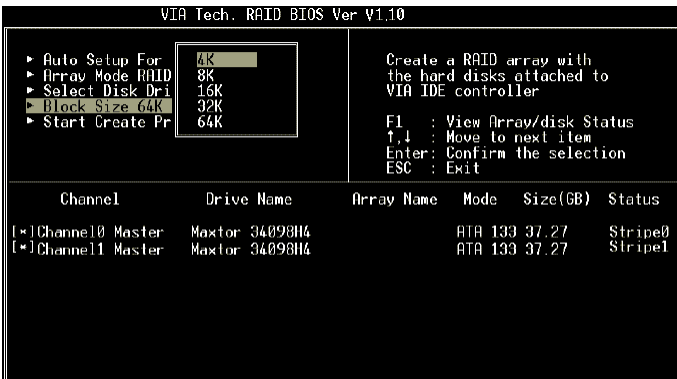 VIA Tech. RAID BIOS Ver V1.10
► Auto Setup For
► Array Mode RAID
► Select Disk Dri
► Block Size 64K
► Start Create Pr
4K
8K
16K
32K
64K
Create a RAID array with
the hard disks attached to
VIA IDE controller
F1 : View Array/disk Status
↑,↓ : Move to next item
Enter: Confirm the selection
ESC : Exit
Channel Drive Name Array Name Mode Size(GB) Status
[*]Channel0 Master Maxtor 34098H4 ATA 133 37.27 Stripe0
[*]Channel1 Master Maxtor 34098H4 ATA 133 37.27 Stripe1